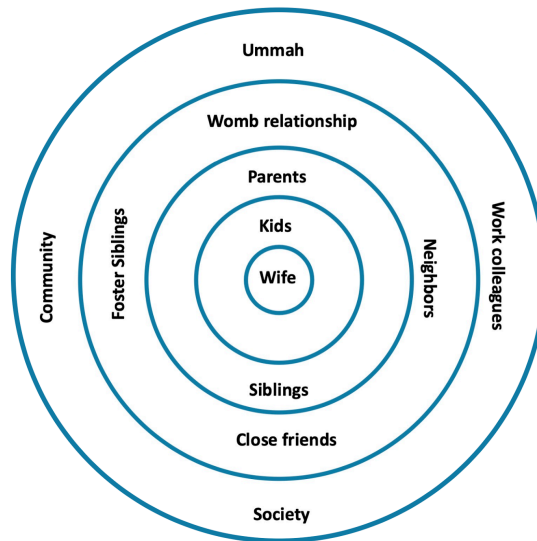 Ummah
Womb relationship
Parents
Kids
Wife
Community
Foster Siblings
Neighbors
Work colleagues
Siblings
Close friends
Society